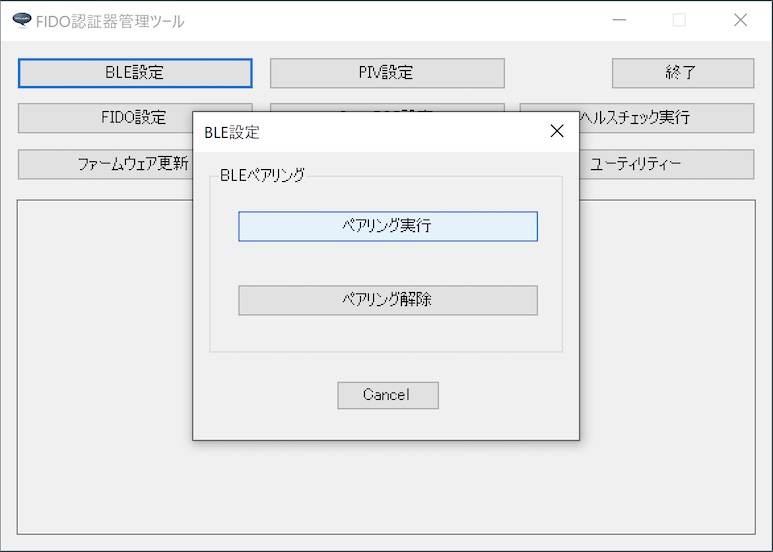 FIDO認証器管理ツール
BLE設定
PIV設定
終了
FIDO設定
ヘルスチェック実行
ファームウェア更新
ユーティリティー
BLE設定
BLEペアリング
ペアリング実行
ペアリング解除
Cancel